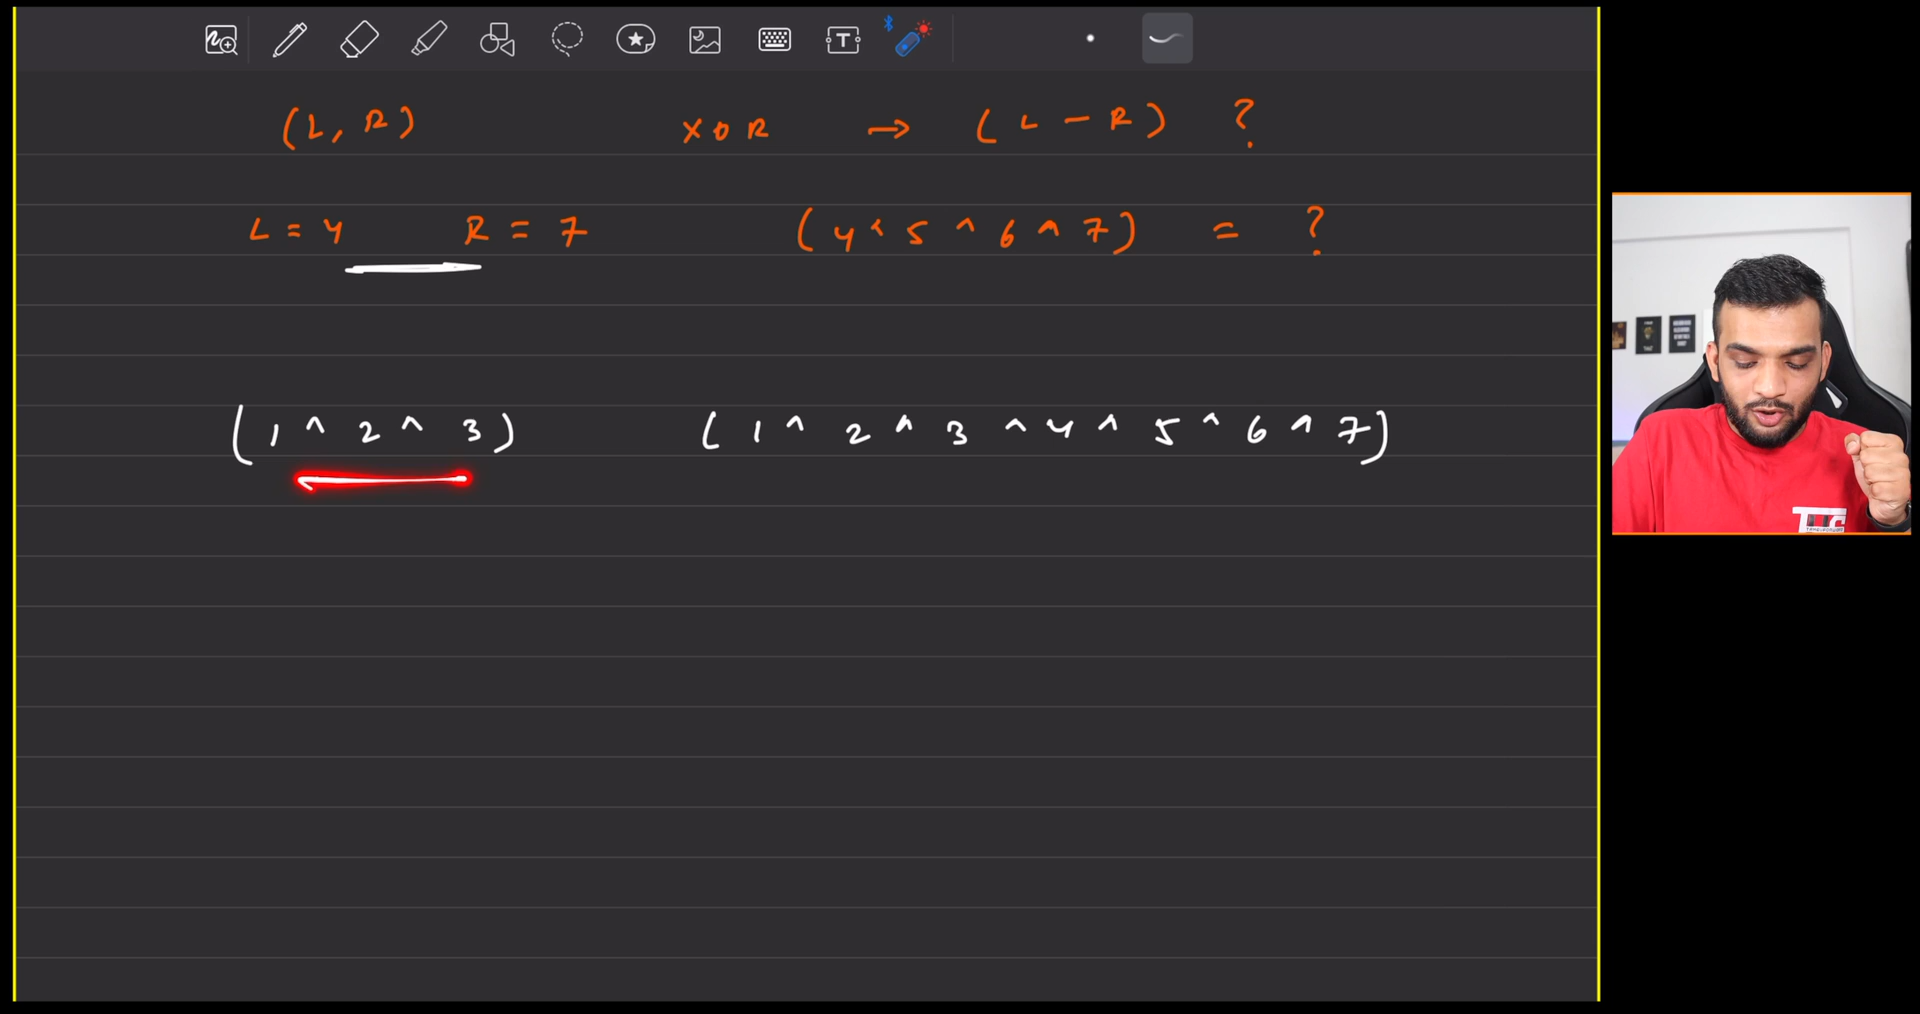 (L, R) XOR → (L - R) ?
L = 4 R = 7 (4 ^ 5 ^ 6 ^ 7) = ?
(1 ^ 2 ^ 3) (1 ^ 2 ^ 3 ^ 4 ^ 5 ^ 6 ^ 7)